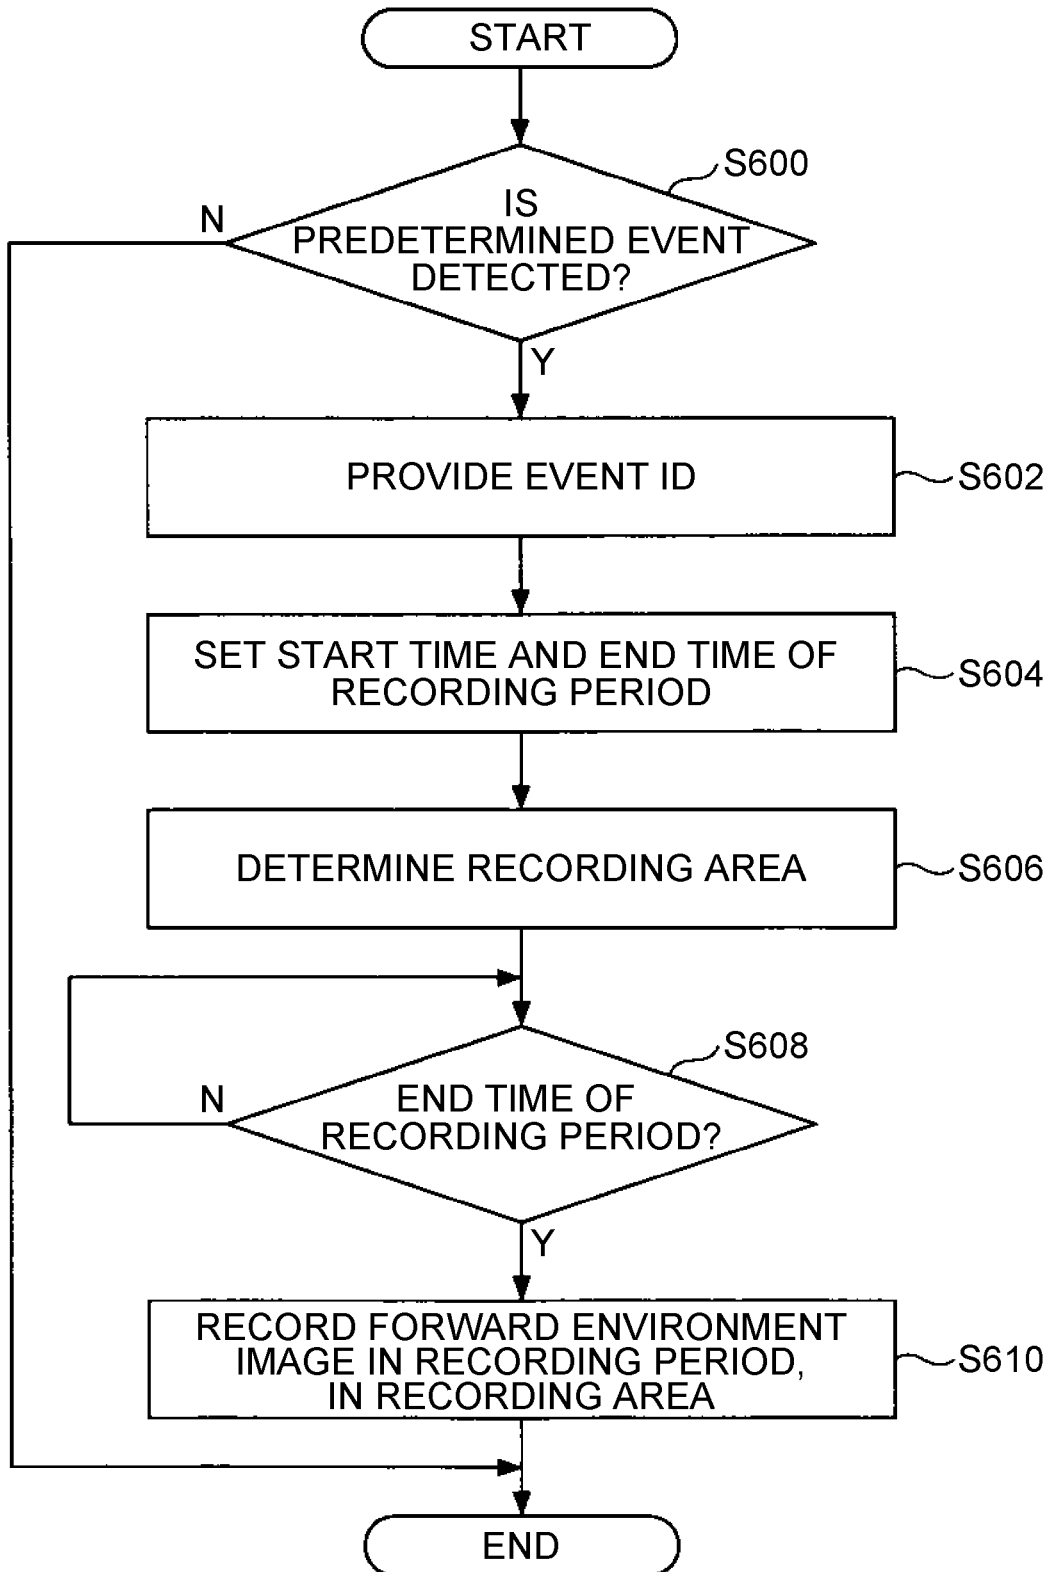 START
S600
IS
PREDETERMINED EVENT
DETECTED?
N
Y
PROVIDE EVENT ID
S602
SET START TIME AND END TIME OF
RECORDING PERIOD
S604
DETERMINE RECORDING AREA
S606
S608
END TIME OF
RECORDING PERIOD?
N
Y
RECORD FORWARD ENVIRONMENT
IMAGE IN RECORDING PERIOD,
IN RECORDING AREA
S610
END